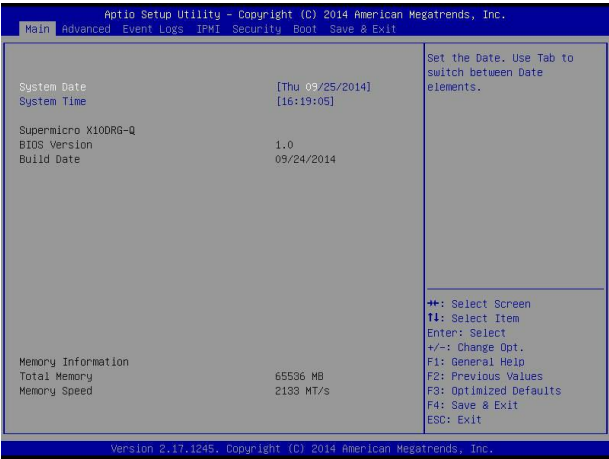 Aptio Setup Utility – Copyright (C) 2014 American Megatrends, Inc.
Main Advanced Event Logs IPMI Security Boot Save & Exit
System Date [Thu 09/25/2014]
System Time [16:19:05]
Supermicro X10DRG-Q
BIOS Version 1.0
Build Date 09/24/2014
Memory Information
Total Memory 65536 MB
Memory Speed 2133 MT/s
Set the Date. Use Tab to
switch between Date
elements.
→←: Select Screen
↑↓: Select Item
Enter: Select
+/-: Change Opt.
F1: General Help
F2: Previous Values
F3: Optimized Defaults
F4: Save & Exit
ESC: Exit
Version 2.17.1245. Copyright (C) 2014 American Megatrends, Inc.